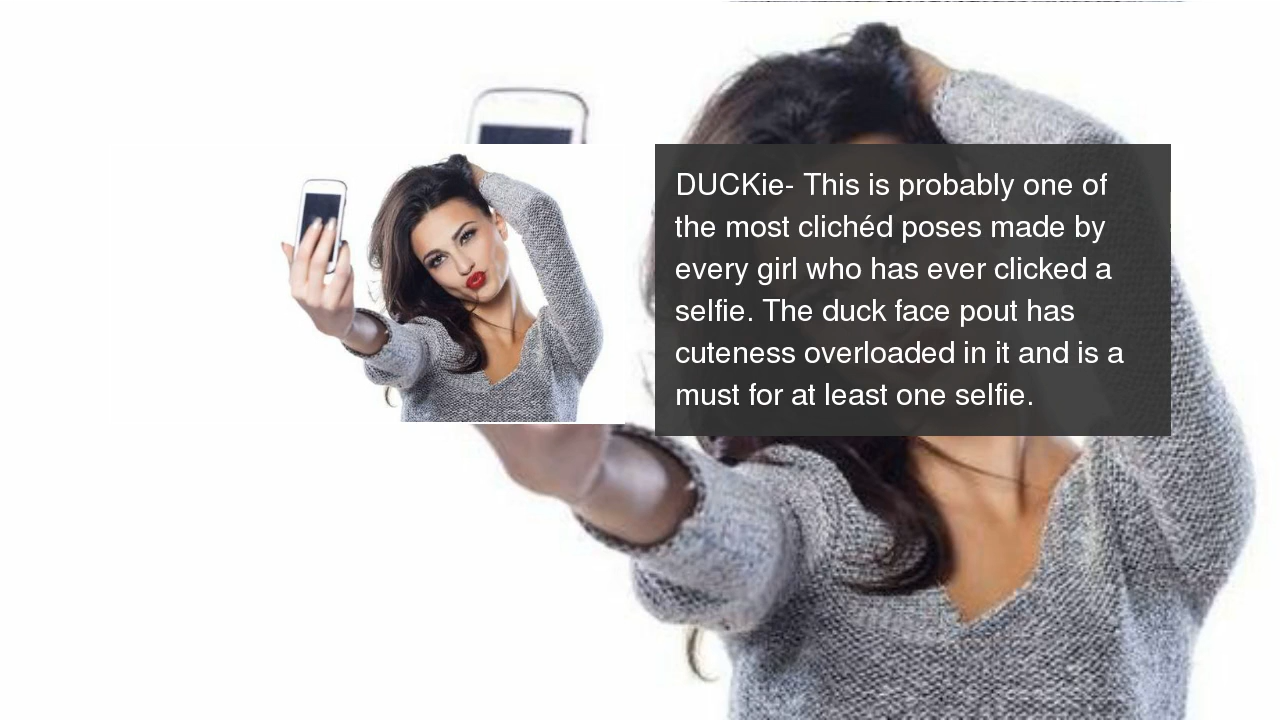 DUCKie- This is probably one of
the most clichéd poses made by
every girl who has ever clicked a
selfie. The duck face pout has
cuteness overloaded in it and is a
must for at least one selfie.